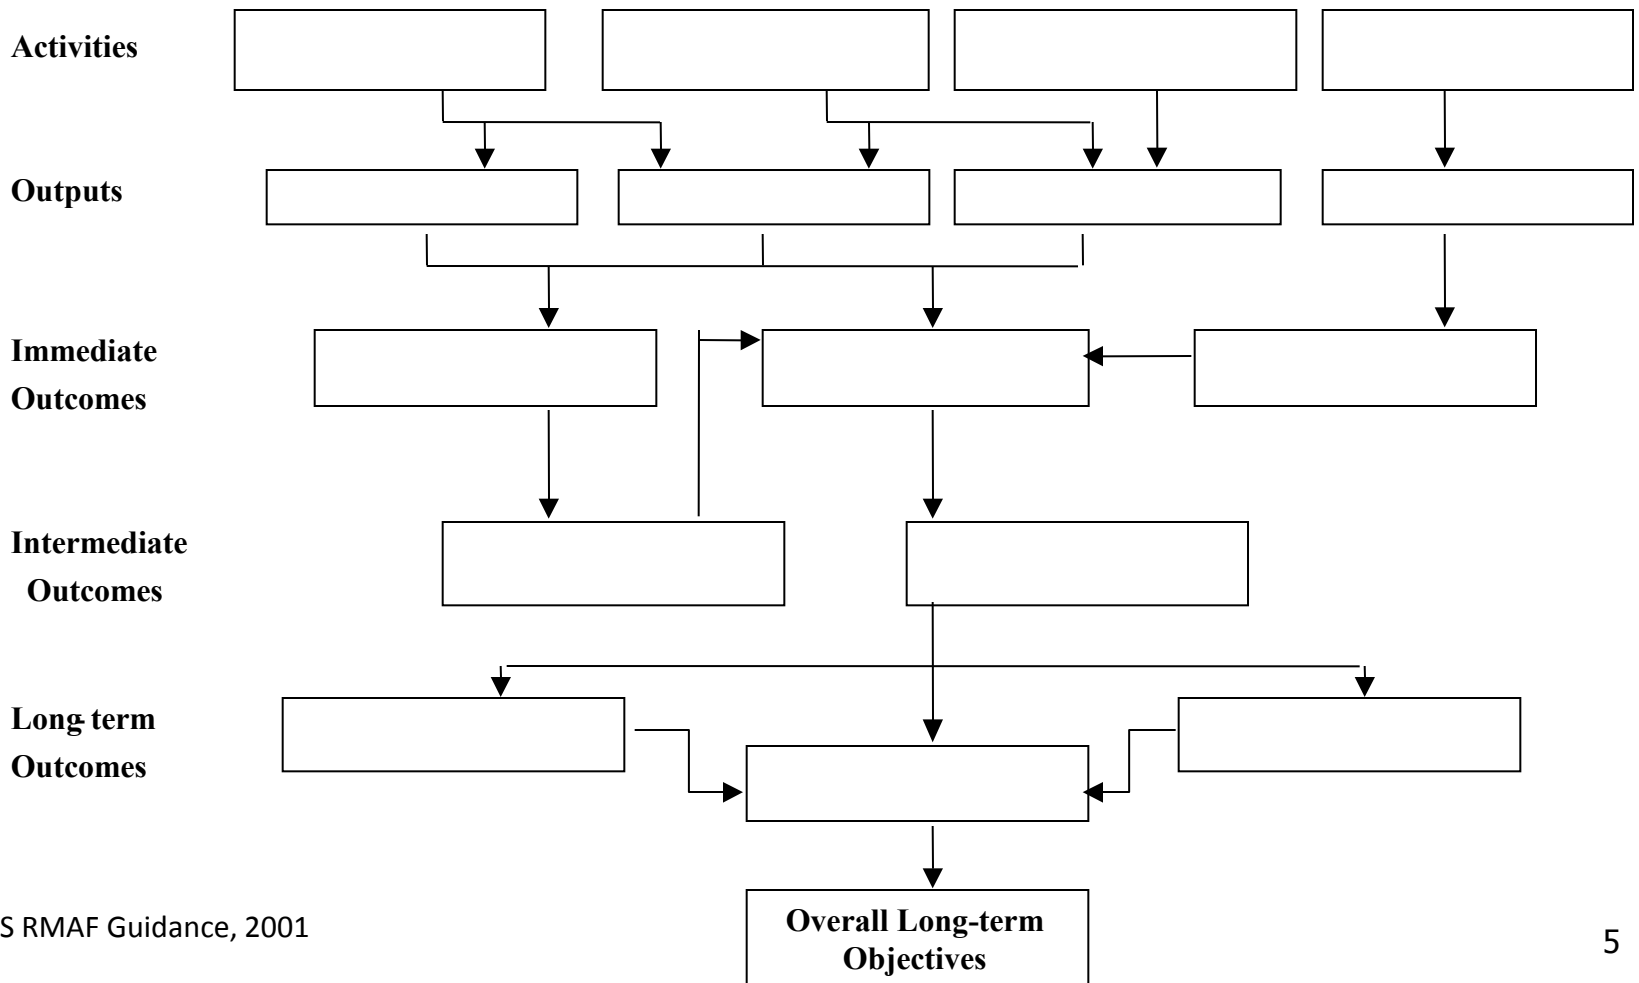 Activities
Outputs
Immediate
Outcomes
Intermediate
Outcomes
Long-term
Outcomes
Overall Long-term
Objectives
S RMAF Guidance, 2001
5